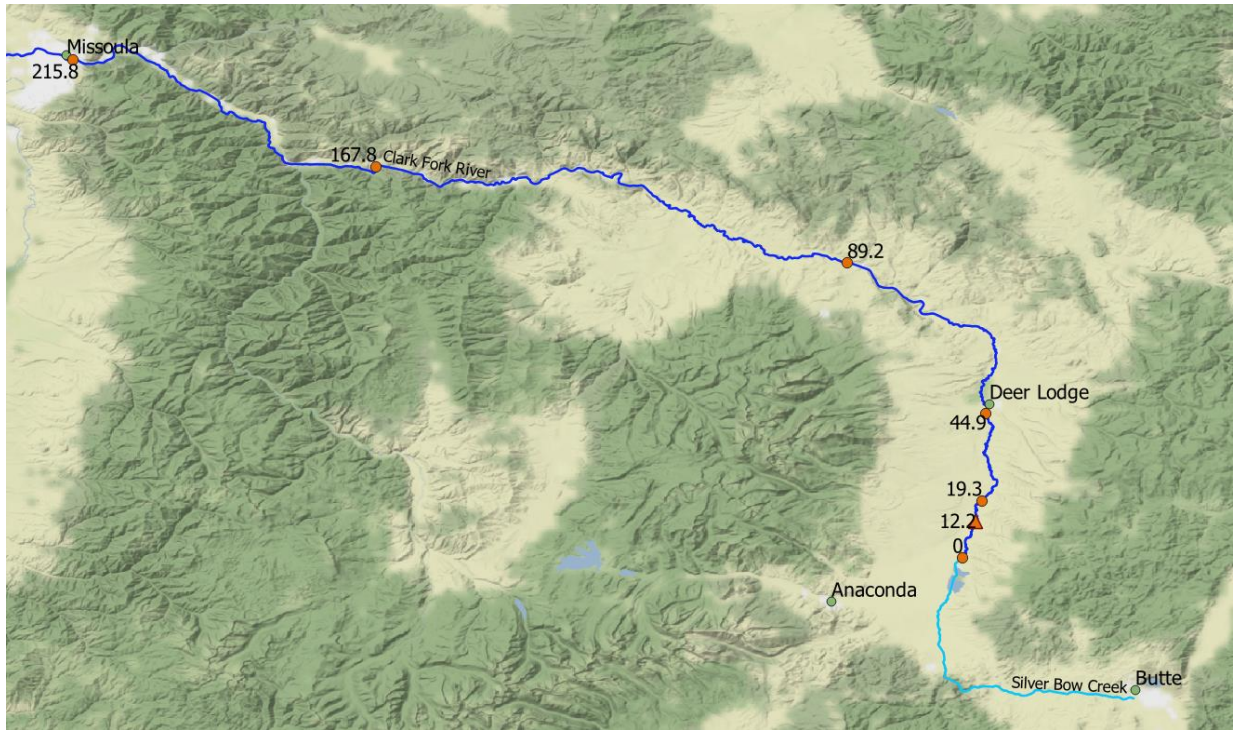 Missoula
215.8
167.8
Clark Fork River
89.2
Deer Lodge
44.9
19.3
12.2
0
Anaconda
Silver Bow Creek
Butte